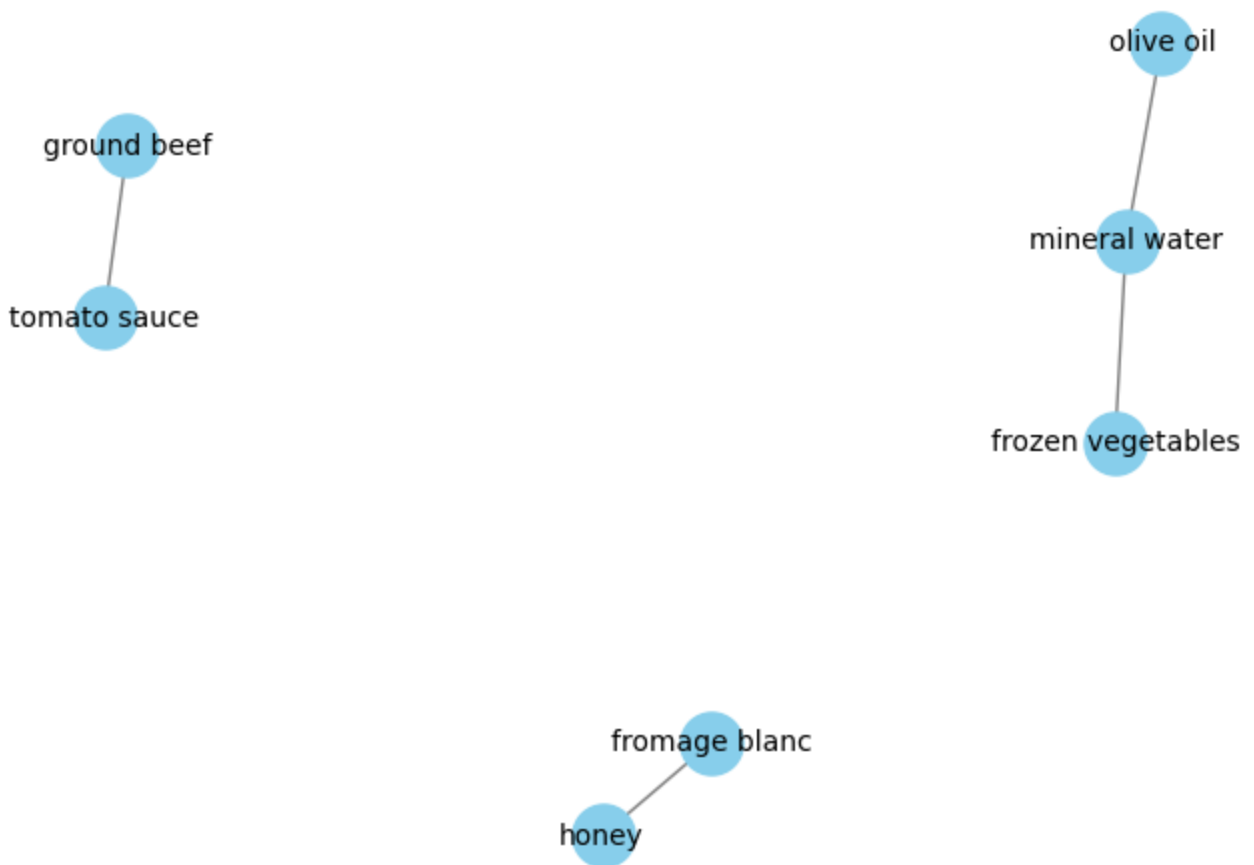 olive oil
ground beef
mineral water
tomato sauce
frozen vegetables
fromage blanc
honey